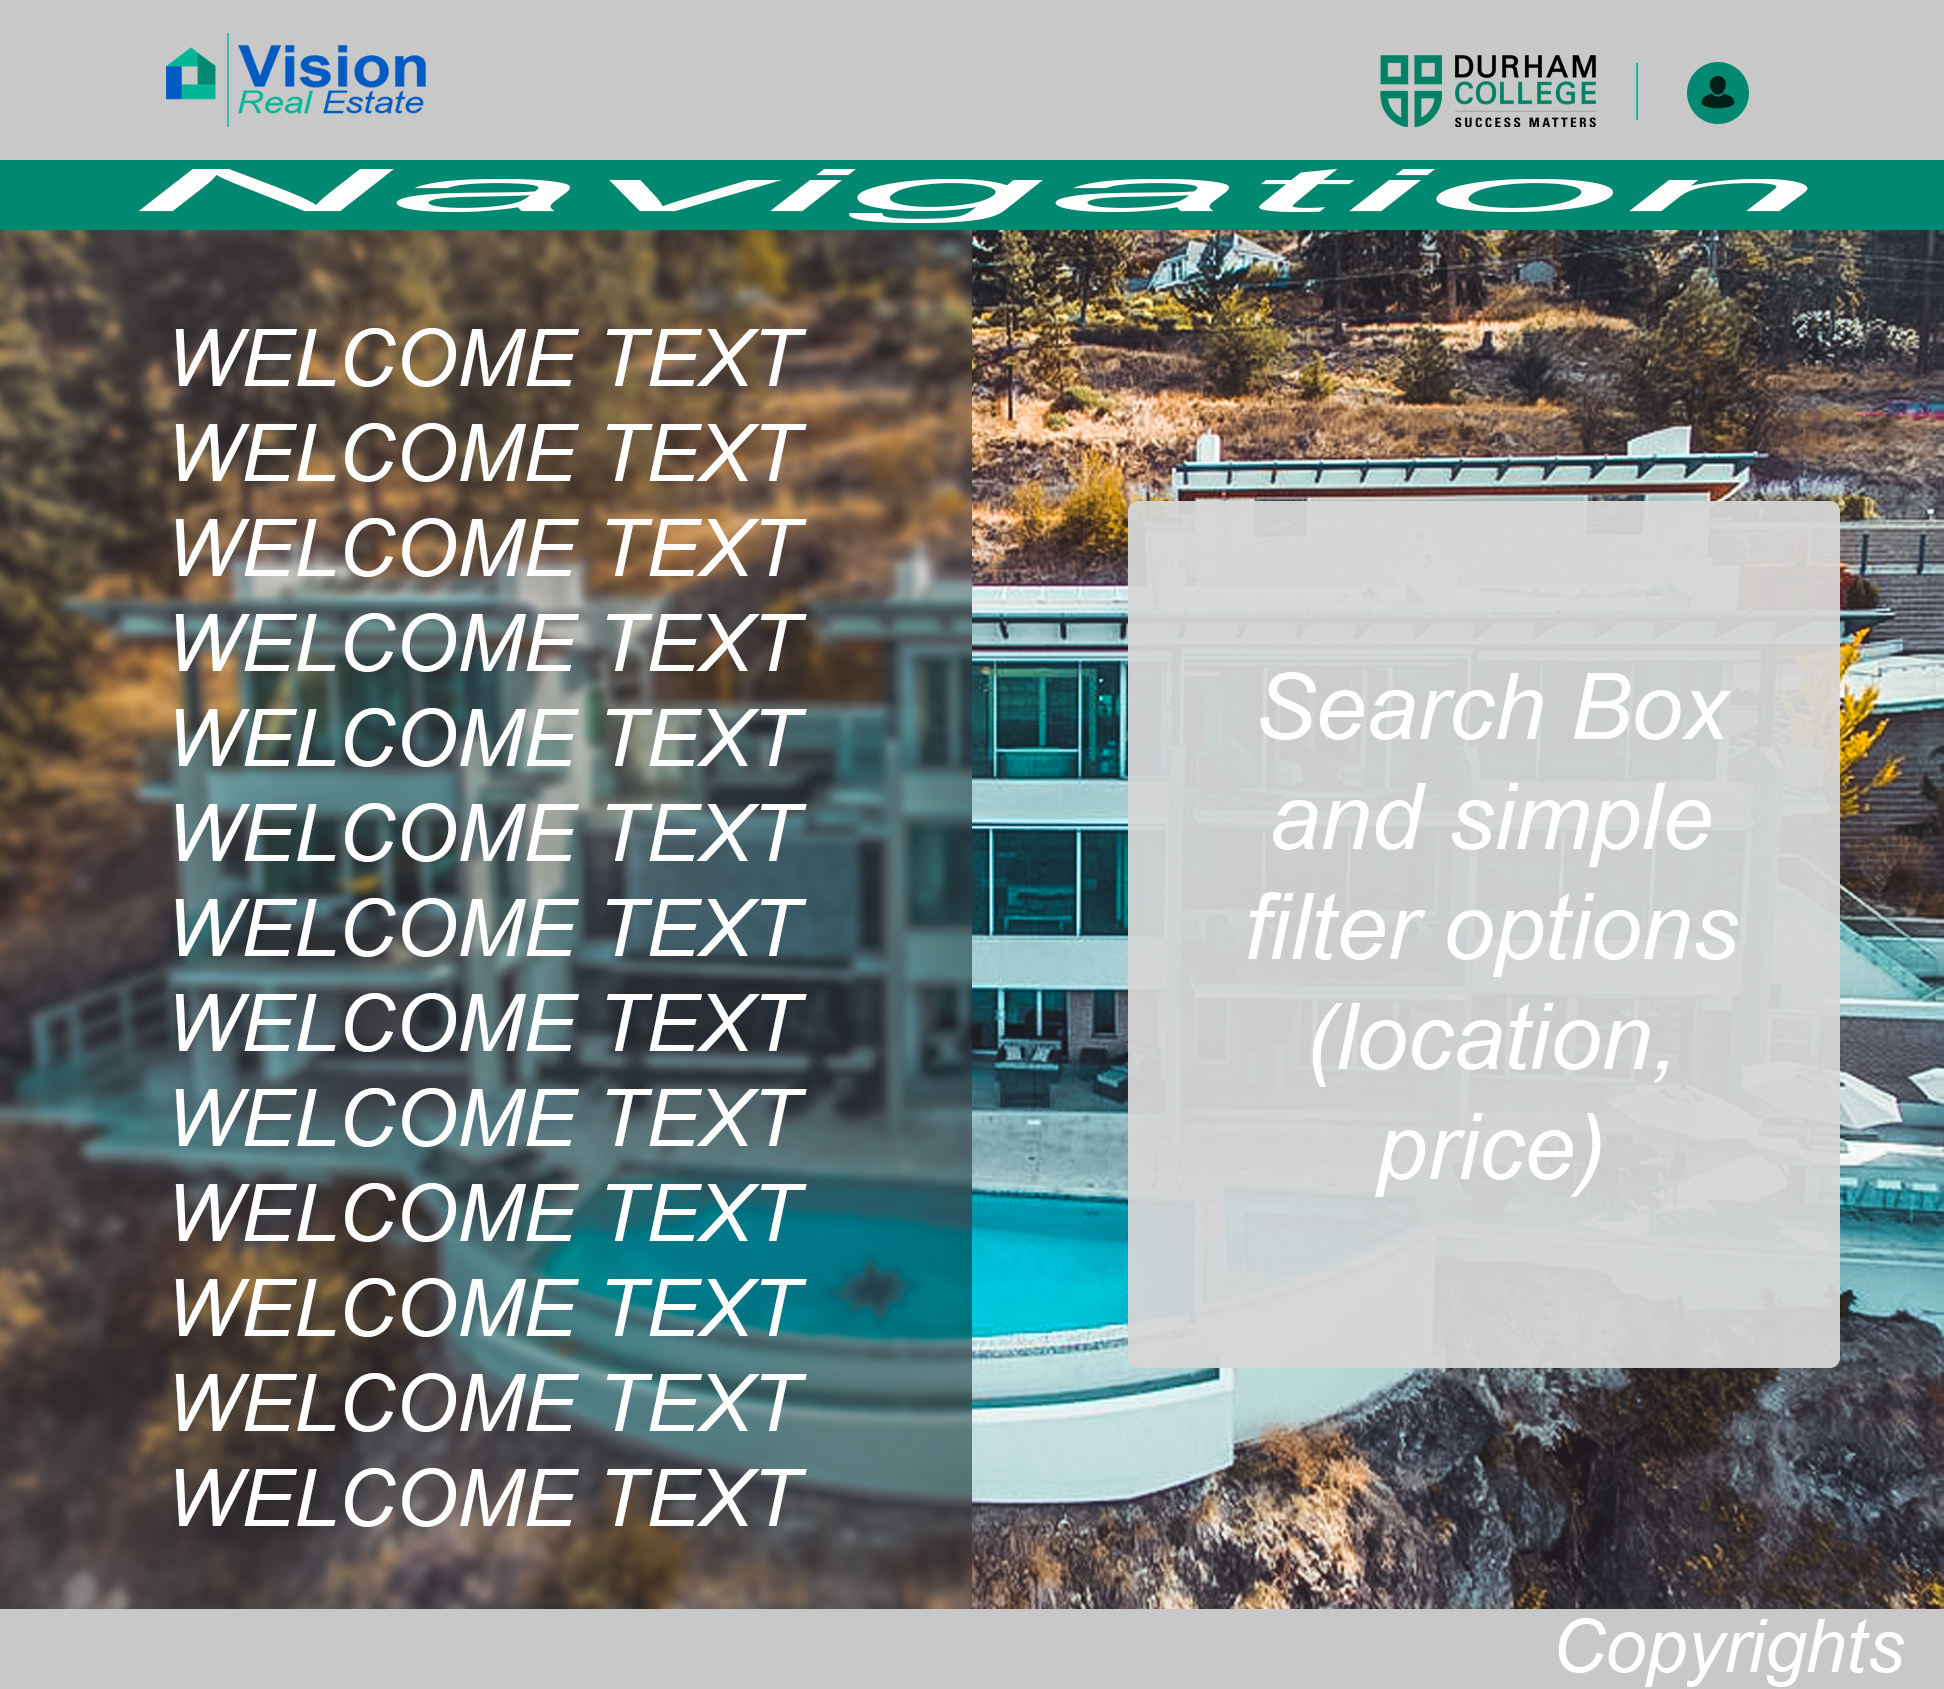 Vision
Real Estate
DURHAM
COLLEGE
SUCCESS MATTERS
Navigation
WELCOME TEXT
WELCOME TEXT
WELCOME TEXT
WELCOME TEXT
WELCOME TEXT
WELCOME TEXT
WELCOME TEXT
WELCOME TEXT
WELCOME TEXT
WELCOME TEXT
WELCOME TEXT
WELCOME TEXT
WELCOME TEXT
Search Box
and simple
filter options
(location,
price)
Copyrights